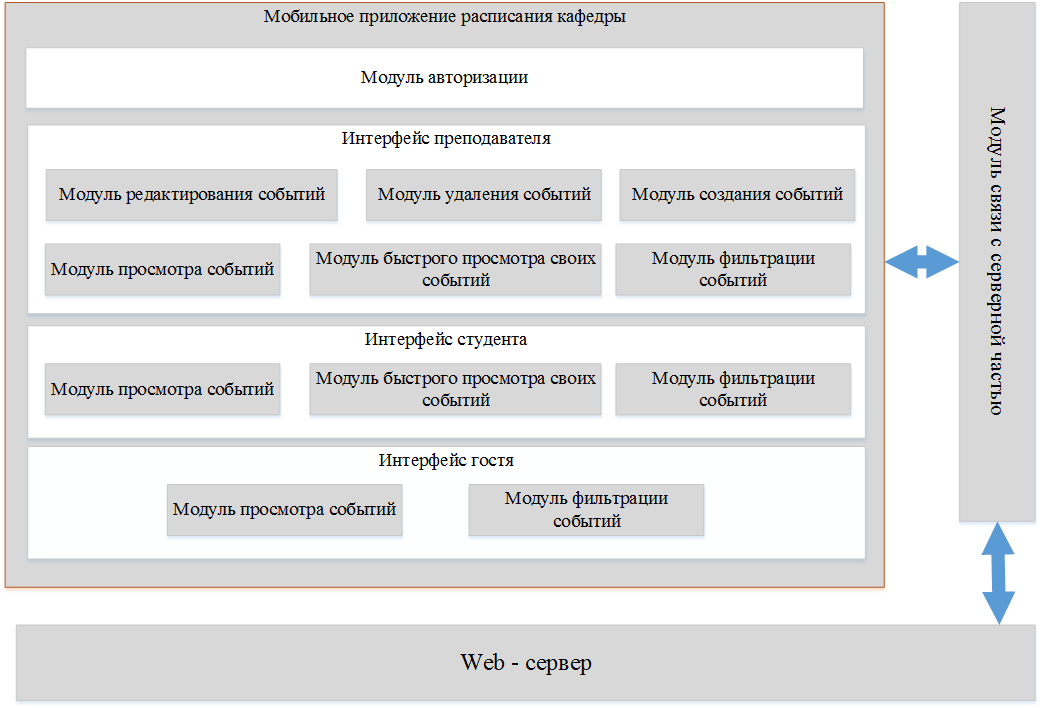 Мобильное приложение расписания кафедры
Модуль авторизации
Интерфейс преподавателя
Модуль редактирования событий
Модуль удаления событий
Модуль создания событий
Модуль просмотра событий
Модуль быстрого просмотра своих
событий
Модуль фильтрации
событий
Интерфейс студента
Модуль просмотра событий
Модуль быстрого просмотра своих
событий
Модуль фильтрации
событий
Интерфейс гостя
Модуль просмотра событий
Модуль фильтрации
событий
Модуль связи с серверной частью
Web - сервер